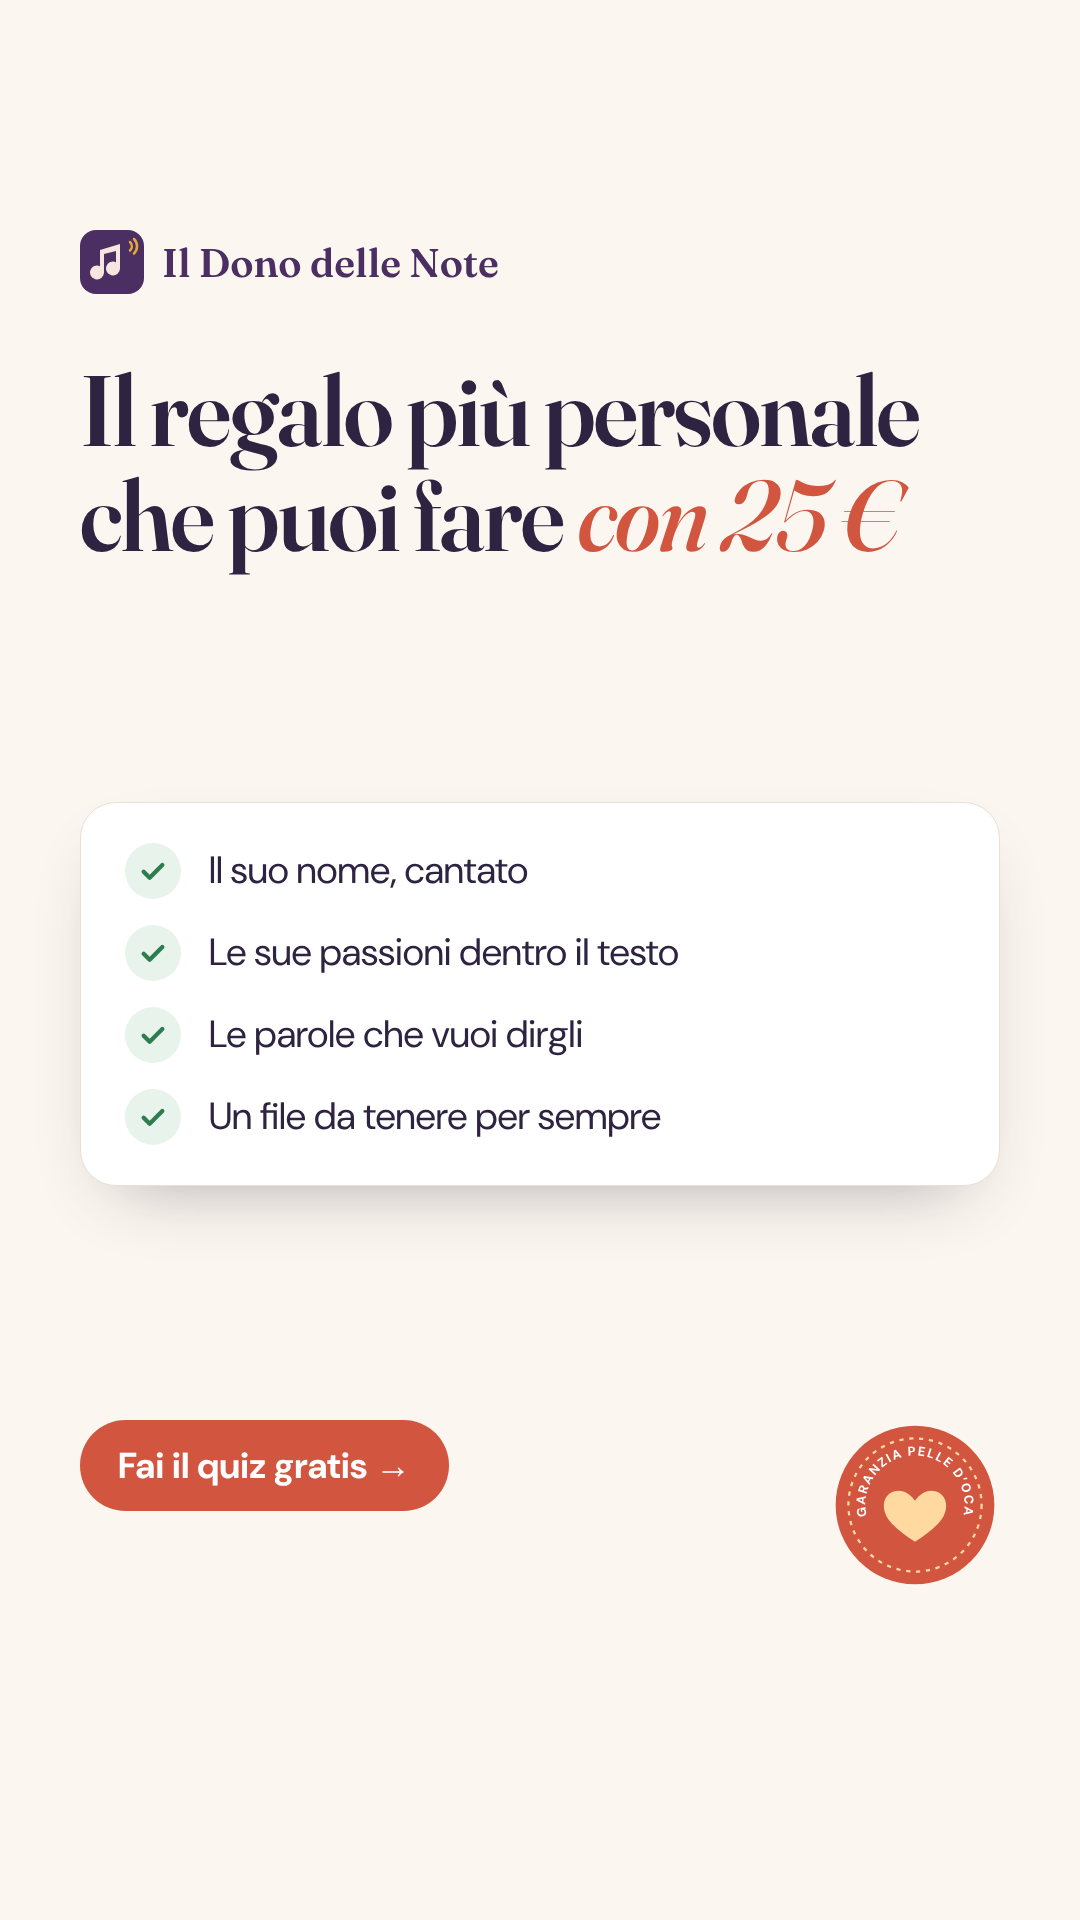 Il Dono delle Note
Il regalo più personale
che puoi fare con 25 €
Il suo nome, cantato
Le sue passioni dentro il testo
Le parole che vuoi dirgli
Un file da tenere per sempre
Fai il quiz gratis →
GARANZIA PELLE D'OCA